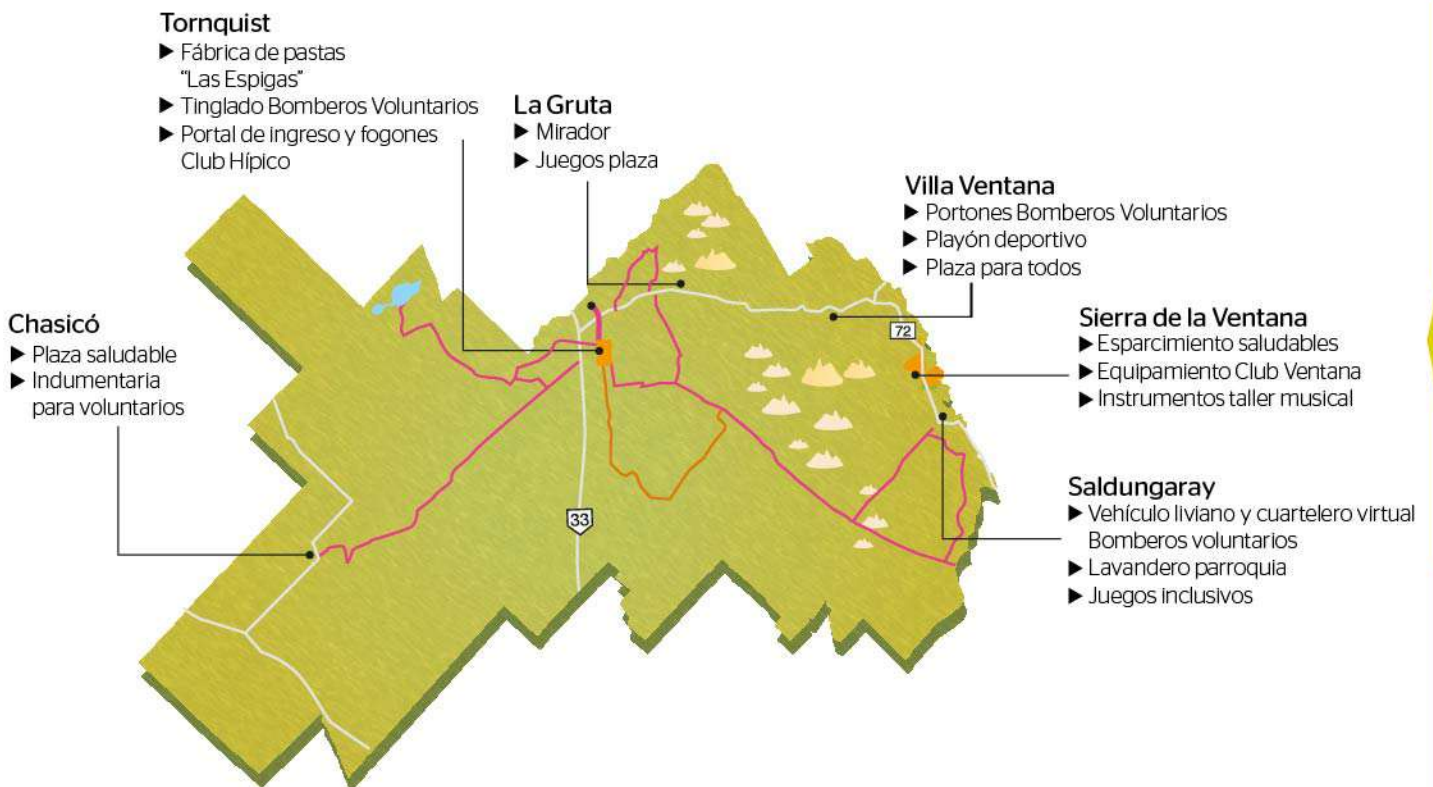 Tornquist
▶ Fábrica de pastas
"Las Espigas"
▶ Tinglado Bomberos Voluntarios
▶ Portal de ingreso y fogones
Club Hípico
La Gruta
▶ Mirador
▶ Juegos plaza
Villa Ventana
▶ Portones Bomberos Voluntarios
▶ Playón deportivo
▶ Plaza para todos
Chasicó
▶ Plaza saludable
▶ Indumentaria
para voluntarios
72
Sierra de la Ventana
▶ Esparcimiento saludables
▶ Equipamiento Club Ventana
▶ Instrumentos taller musical
33
Saldungaray
▶ Vehículo liviano y cuartelero virtual
Bomberos voluntarios
▶ Lavandero parroquia
▶ Juegos inclusivos